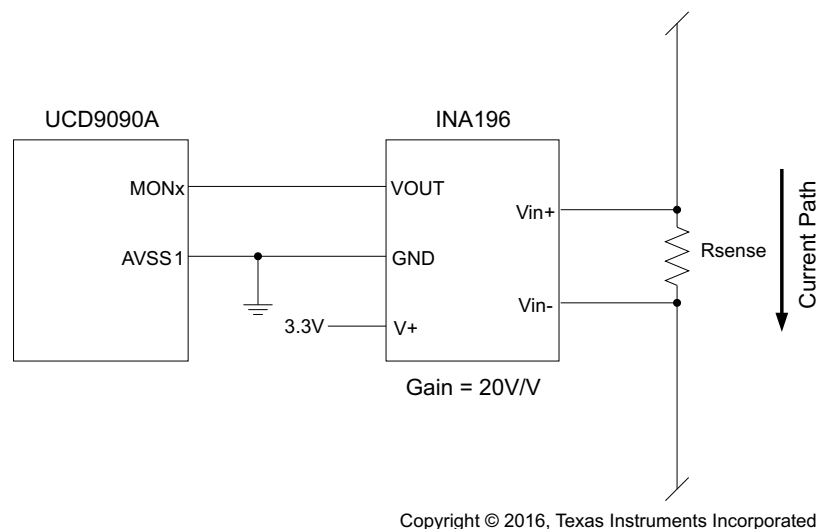 UCD9090A
INA196
MONx
VOUT
Vin+
AVSS1
GND
Rsense
Current Path
Vin-
3.3V
V+
Gain = 20V/V
Copyright © 2016, Texas Instruments Incorporated